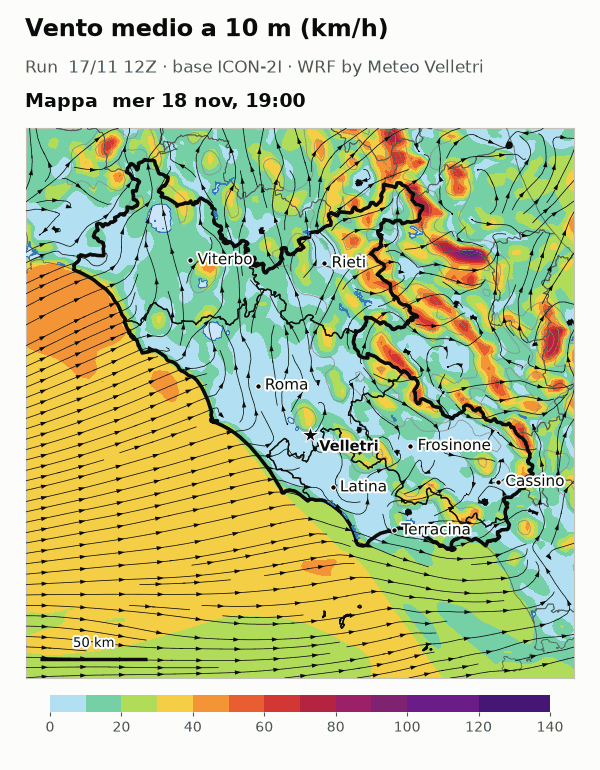 Vento medio a 10 m (km/h)
Run  17/11 12Z · base ICON-2I · WRF by Meteo Velletri
Mappa  mer 18 nov, 19:00
Viterbo
Rieti
Roma
Velletri
Frosinone
Latina
Cassino
Terracina
50 km
0 20 40 60 80 100 120 140